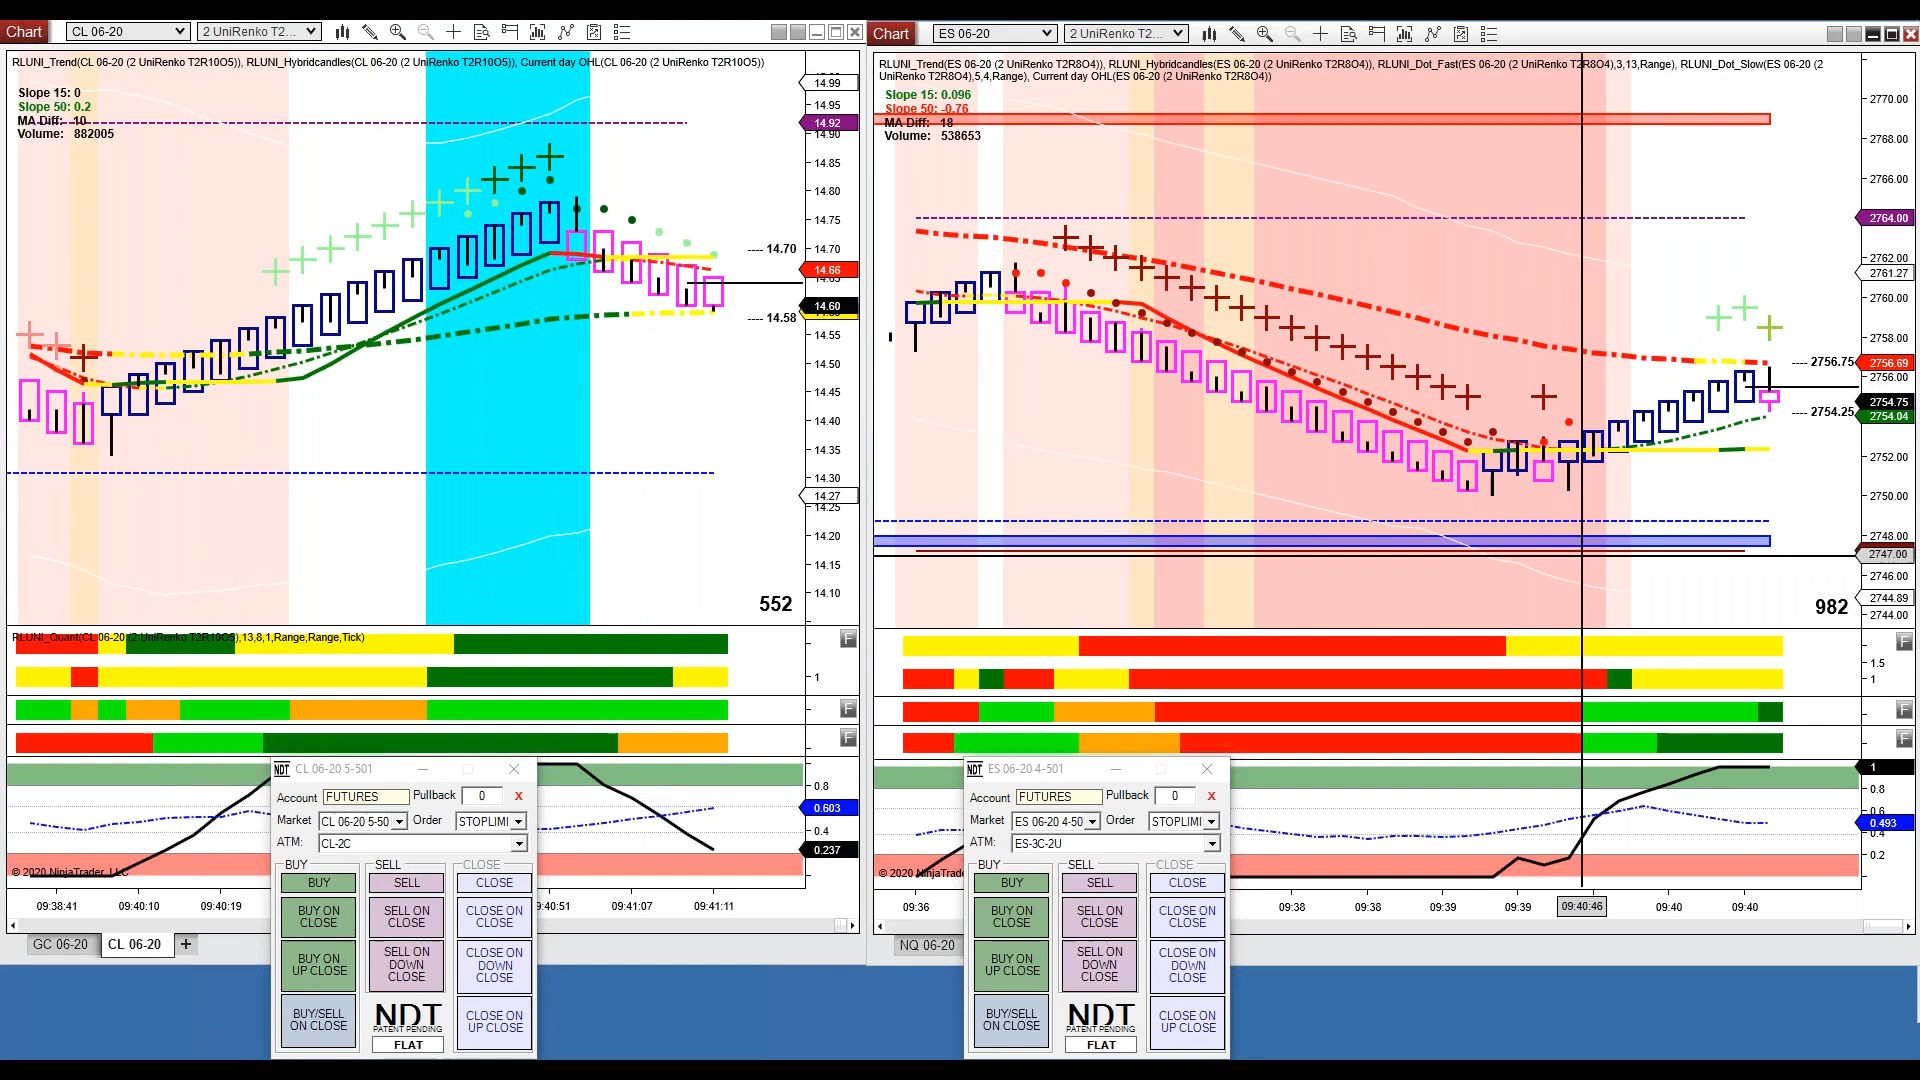 Chart
CL 06-20
2 UniRenko T2...
RLUNI_Trend(CL 06-20 (2 UniRenko T2R10O5)), RLUNI_Hybridcandles(CL 06-20 (2 UniRenko T2R10O5)), Current day OHL(CL 06-20 (2 UniRenko T2R10O5))
Slope 15: 0
Slope 50: 0.2
MA Diff: 10
Volume: 882005
14.99
14.95
14.92
14.90
14.85
14.80
14.75
14.70
14.66
14.60
14.55
14.50
14.45
14.40
14.35
14.30
14.27
14.25
14.20
14.15
14.10
---- 14.70
---- 14.58
552
RLUNI_Quant(CL 06-20 (2 UniRenko T2R10O5),13,8,1,Range,Range,Tick)
F
1
F
F
0.8
0.603
0.4
0.237
09:38:41
09:40:10
09:40:19
09:40:51
09:41:07
09:41:11
GC 06-20
CL 06-20
+
NDT CL 06-20 5-501
Account FUTURES Pullback 0 X
Market CL 06-20 5-50 Order STOPLIMI
ATM: CL-2C
BUY SELL CLOSE
BUY SELL CLOSE
BUY ON CLOSE
SELL ON CLOSE
CLOSE ON CLOSE
BUY ON UP CLOSE
SELL ON DOWN CLOSE
CLOSE ON DOWN CLOSE
BUY/SELL ON CLOSE
NDT
PATENT PENDING
FLAT
CLOSE ON UP CLOSE
Chart
ES 06-20
2 UniRenko T2...
RLUNI_Trend(ES 06-20 (2 UniRenko T2R8O4)), RLUNI_Hybridcandles(ES 06-20 (2 UniRenko T2R8O4)), RLUNI_Dot_Fast(ES 06-20 (2 UniRenko T2R8O4),3,13,Range), RLUNI_Dot_Slow(ES 06-20 (2
UniRenko T2R8O4),5,4,Range), Current day OHL(ES 06-20 (2 UniRenko T2R8O4))
Slope 15: 0.096
Slope 50: -0.76
MA Diff: 18
Volume: 538653
2770.00
2768.00
2766.00
2764.00
2762.00
2761.27
2760.00
2758.00
2756.69
2756.00
2754.75
2754.04
2752.00
2750.00
2748.00
2747.00
2746.00
2744.89
2744.00
---- 2756.75
---- 2754.25
982
F
1.5
1
F
F
1
0.8
0.6
0.493
0.4
0.2
09:36
09:38
09:38
09:39
09:39
09:40:46
09:40
09:40
NQ 06-20
NDT ES 06-20 4-501
Account FUTURES Pullback 0 X
Market ES 06-20 4-50 Order STOPLIMI
ATM: ES-3C-2U
BUY SELL CLOSE
BUY SELL CLOSE
BUY ON CLOSE
SELL ON CLOSE
CLOSE ON CLOSE
BUY ON UP CLOSE
SELL ON DOWN CLOSE
CLOSE ON DOWN CLOSE
BUY/SELL ON CLOSE
NDT
PATENT PENDING
FLAT
CLOSE ON UP CLOSE